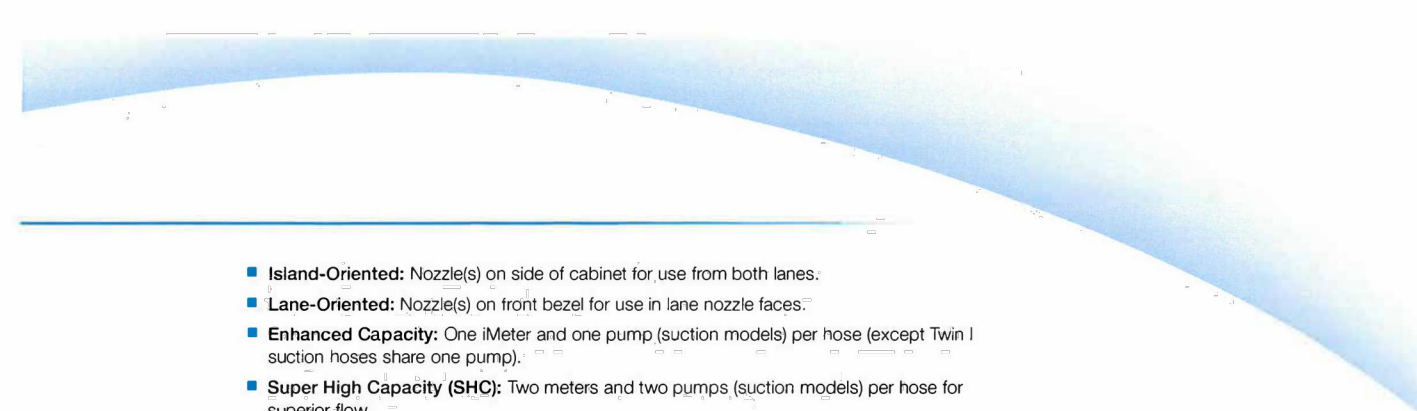 Island-Oriented: Nozzle(s) on side of cabinet for use from both lanes.
Lane-Oriented: Nozzle(s) on front bezel for use in lane nozzle faces.
Enhanced Capacity: One iMeter and one pump (suction models) per hose (except Twin I
suction hoses share one pump).
Super High Capacity (SHC): Two meters and two pumps (suction models) per hose for
superior flow.